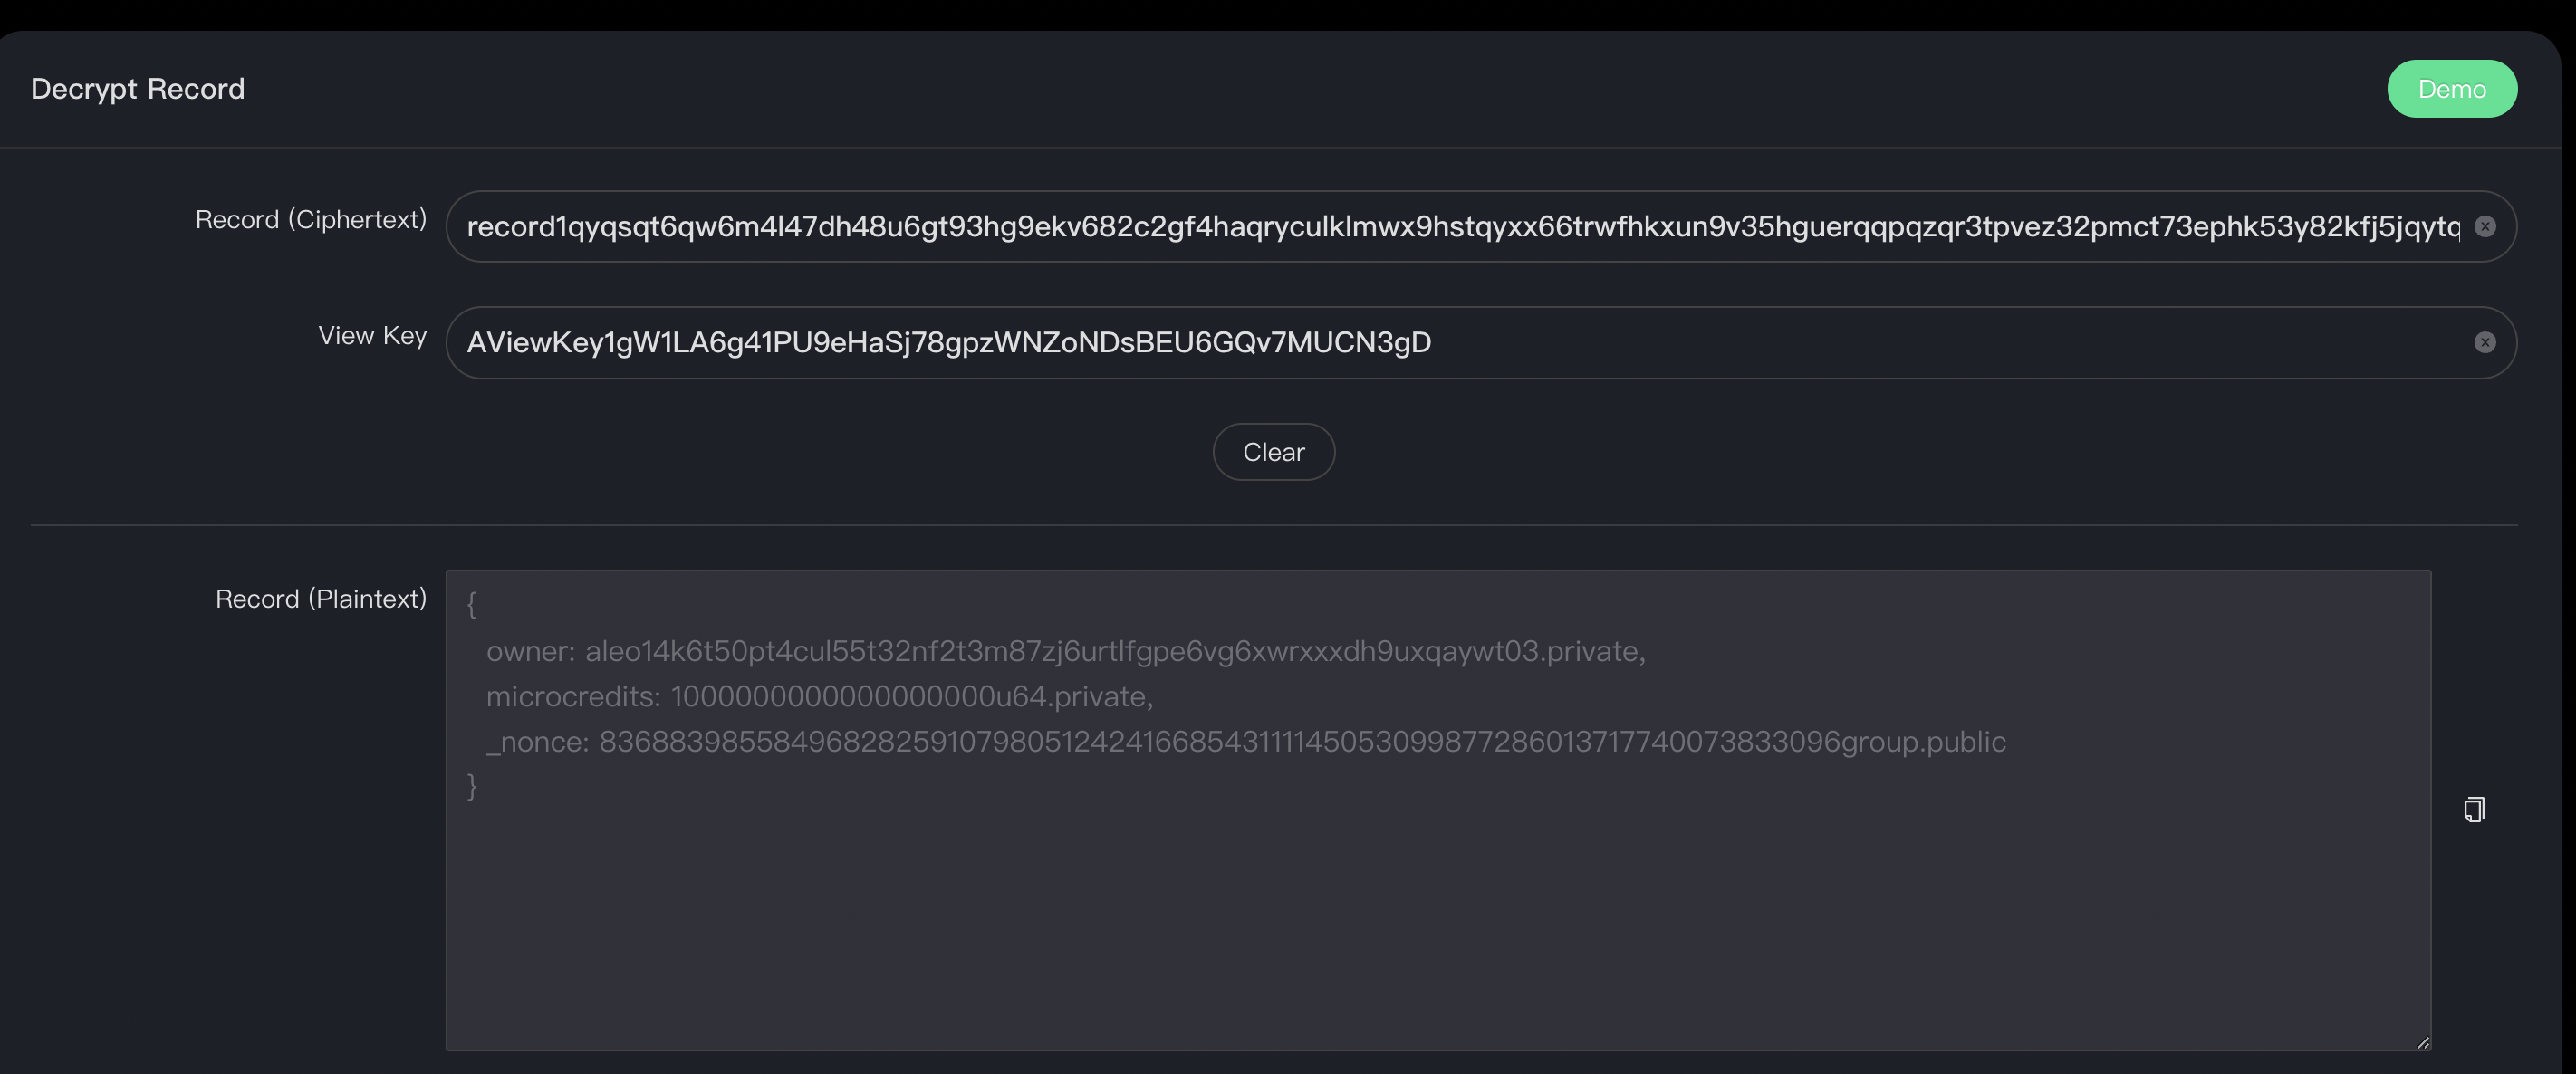 Decrypt Record
Demo
Record (Ciphertext)
record1qyqsqt6qw6m4l47dh48u6gt93hg9ekv682c2gf4haqryculklmwx9hstqyxx66trwfhkxun9v35hguerqqpqzqr3tpvez32pmct73ephk53y82kfj5jqytq
View Key
AViewKey1gW1LA6g41PU9eHaSj78gpzWNZoNDsBEU6GQv7MUCN3gD
Clear
Record (Plaintext)
{
owner: aleo14k6t50pt4cul55t32nf2t3m87zj6urtlfgpe6vg6xwrxxxdh9uxqaywt03.private,
microcredits: 1000000000000000000u64.private,
_nonce: 836883985584968282591079805124241668543111145053099877286013717740073833096group.public
}